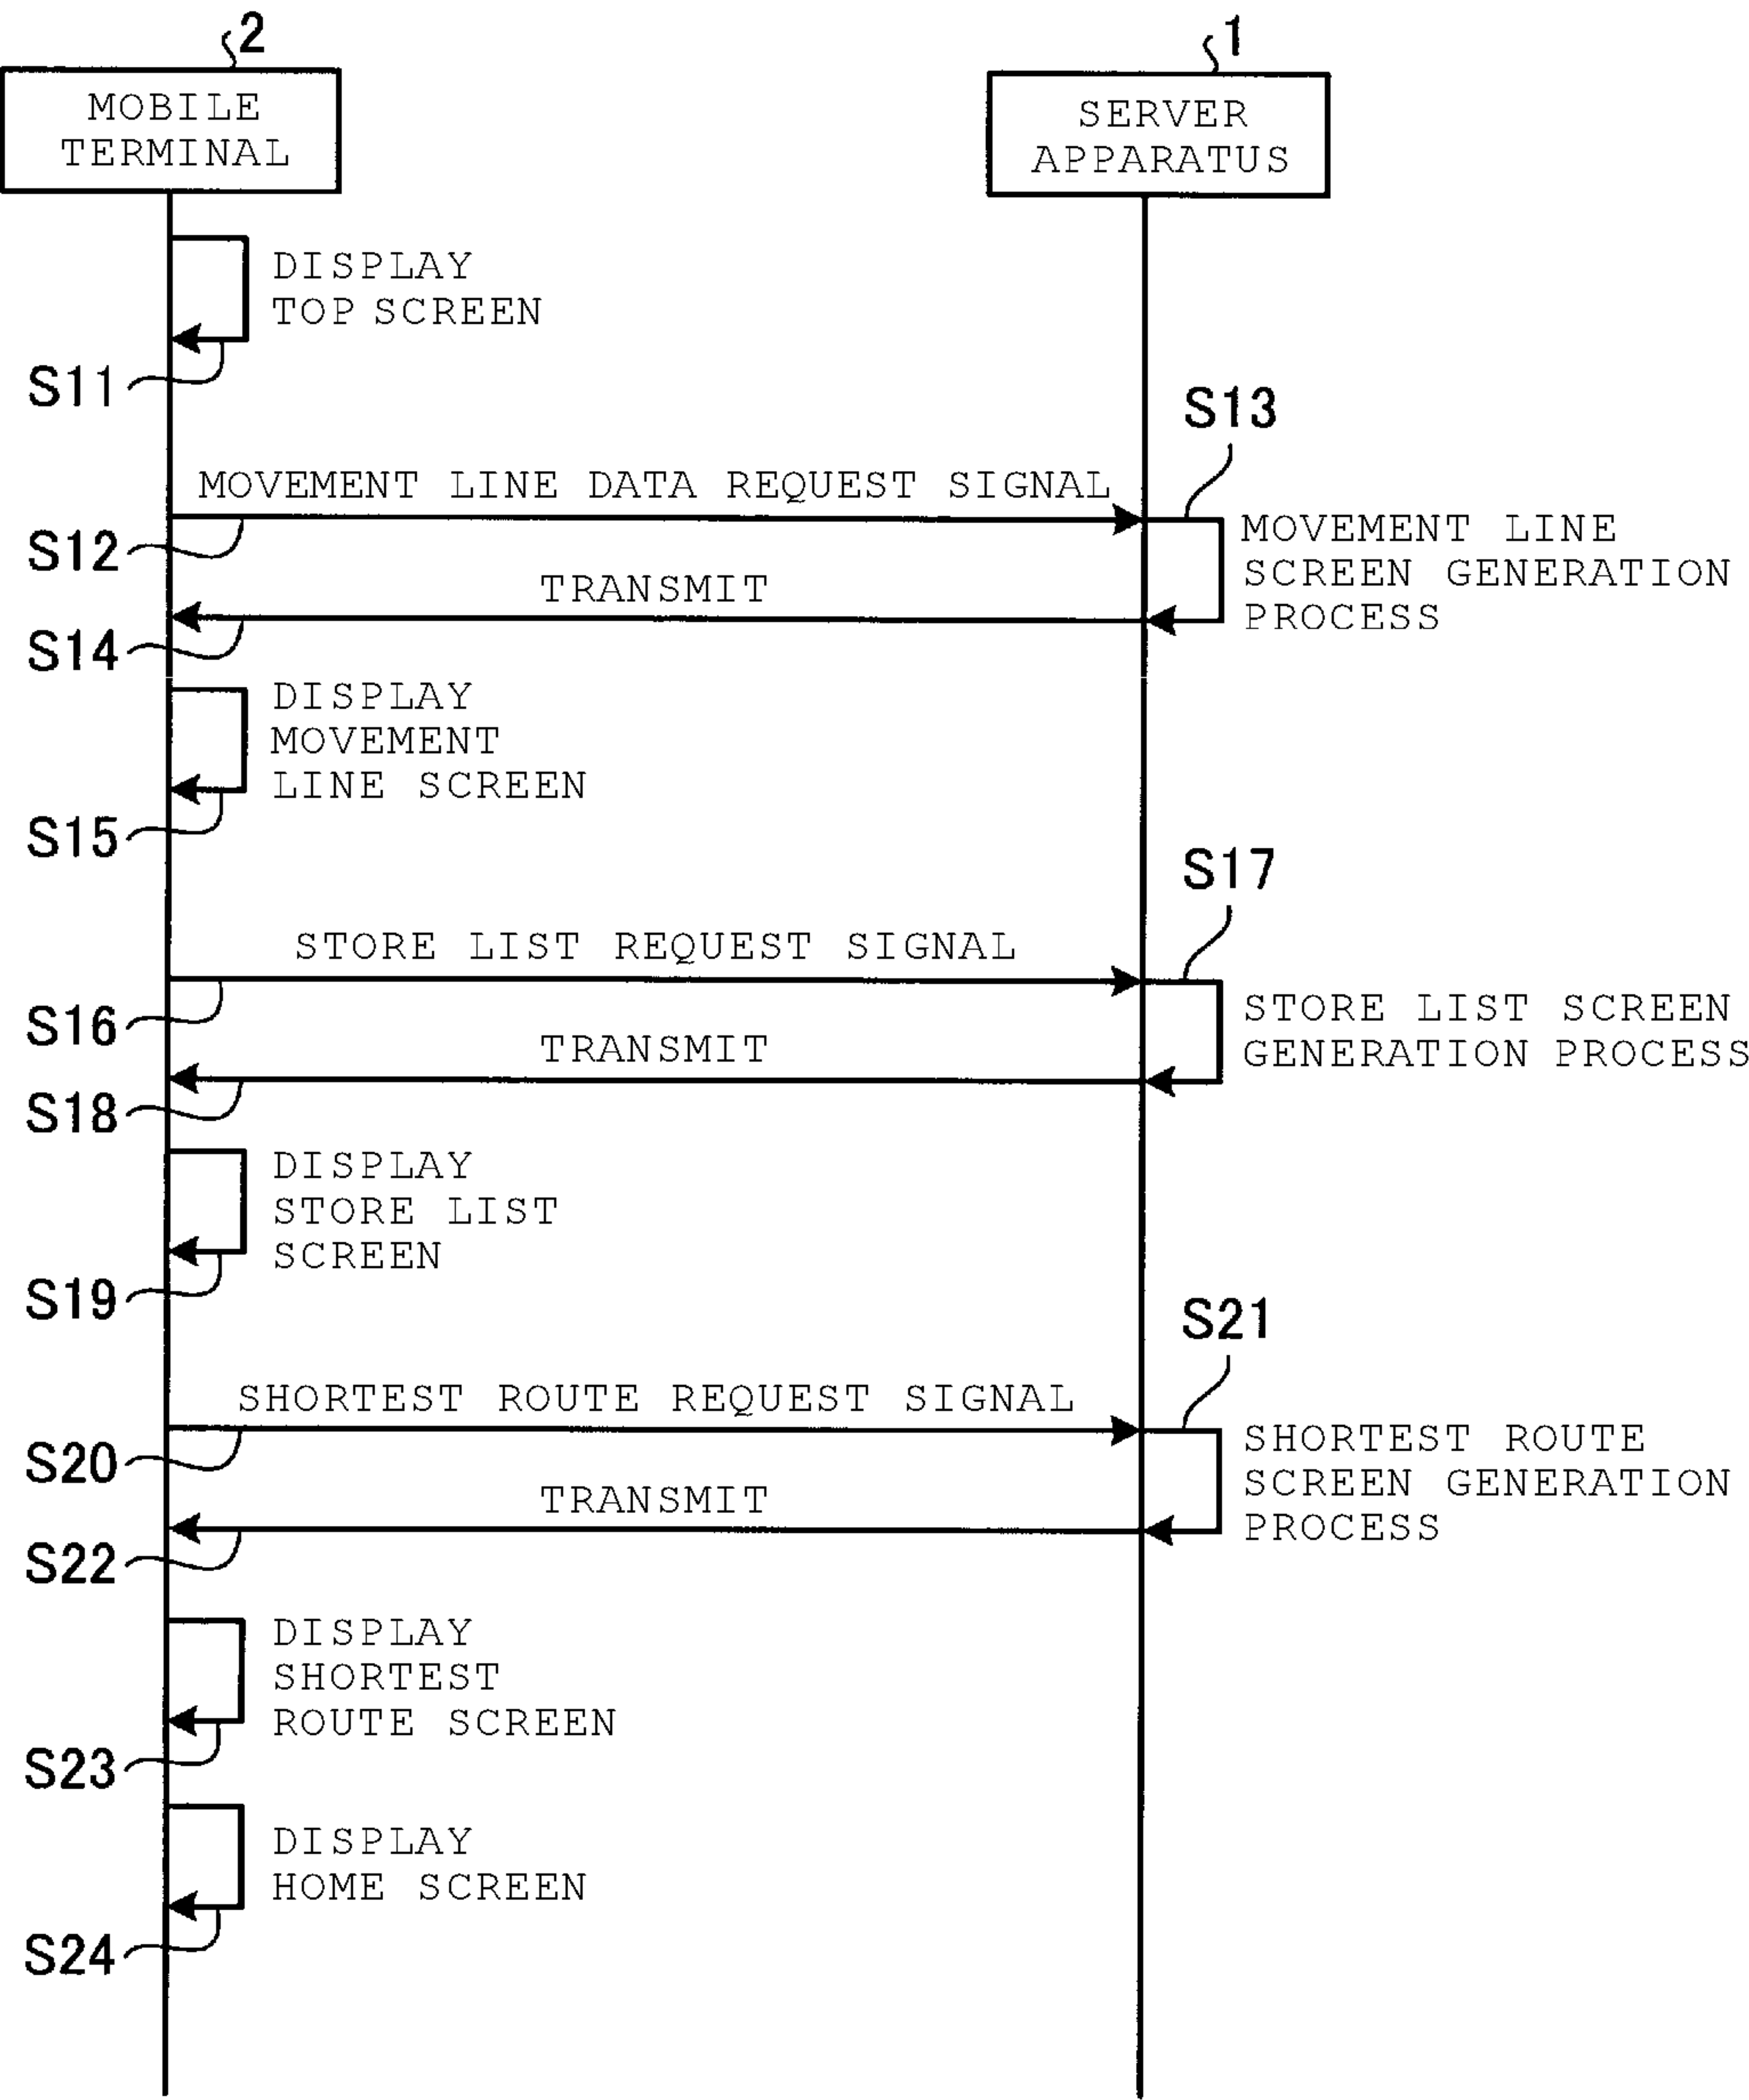 2
1
MOBILE
TERMINAL
SERVER
APPARATUS
DISPLAY
TOP SCREEN
S11
S13
MOVEMENT LINE DATA REQUEST SIGNAL
S12
MOVEMENT LINE
SCREEN GENERATION
PROCESS
TRANSMIT
S14
DISPLAY
MOVEMENT
LINE SCREEN
S15
S17
STORE LIST REQUEST SIGNAL
S16
STORE LIST SCREEN
GENERATION PROCESS
TRANSMIT
S18
DISPLAY
STORE LIST
SCREEN
S19
S21
SHORTEST ROUTE REQUEST SIGNAL
S20
SHORTEST ROUTE
SCREEN GENERATION
PROCESS
TRANSMIT
S22
DISPLAY
SHORTEST
ROUTE SCREEN
S23
DISPLAY
HOME SCREEN
S24